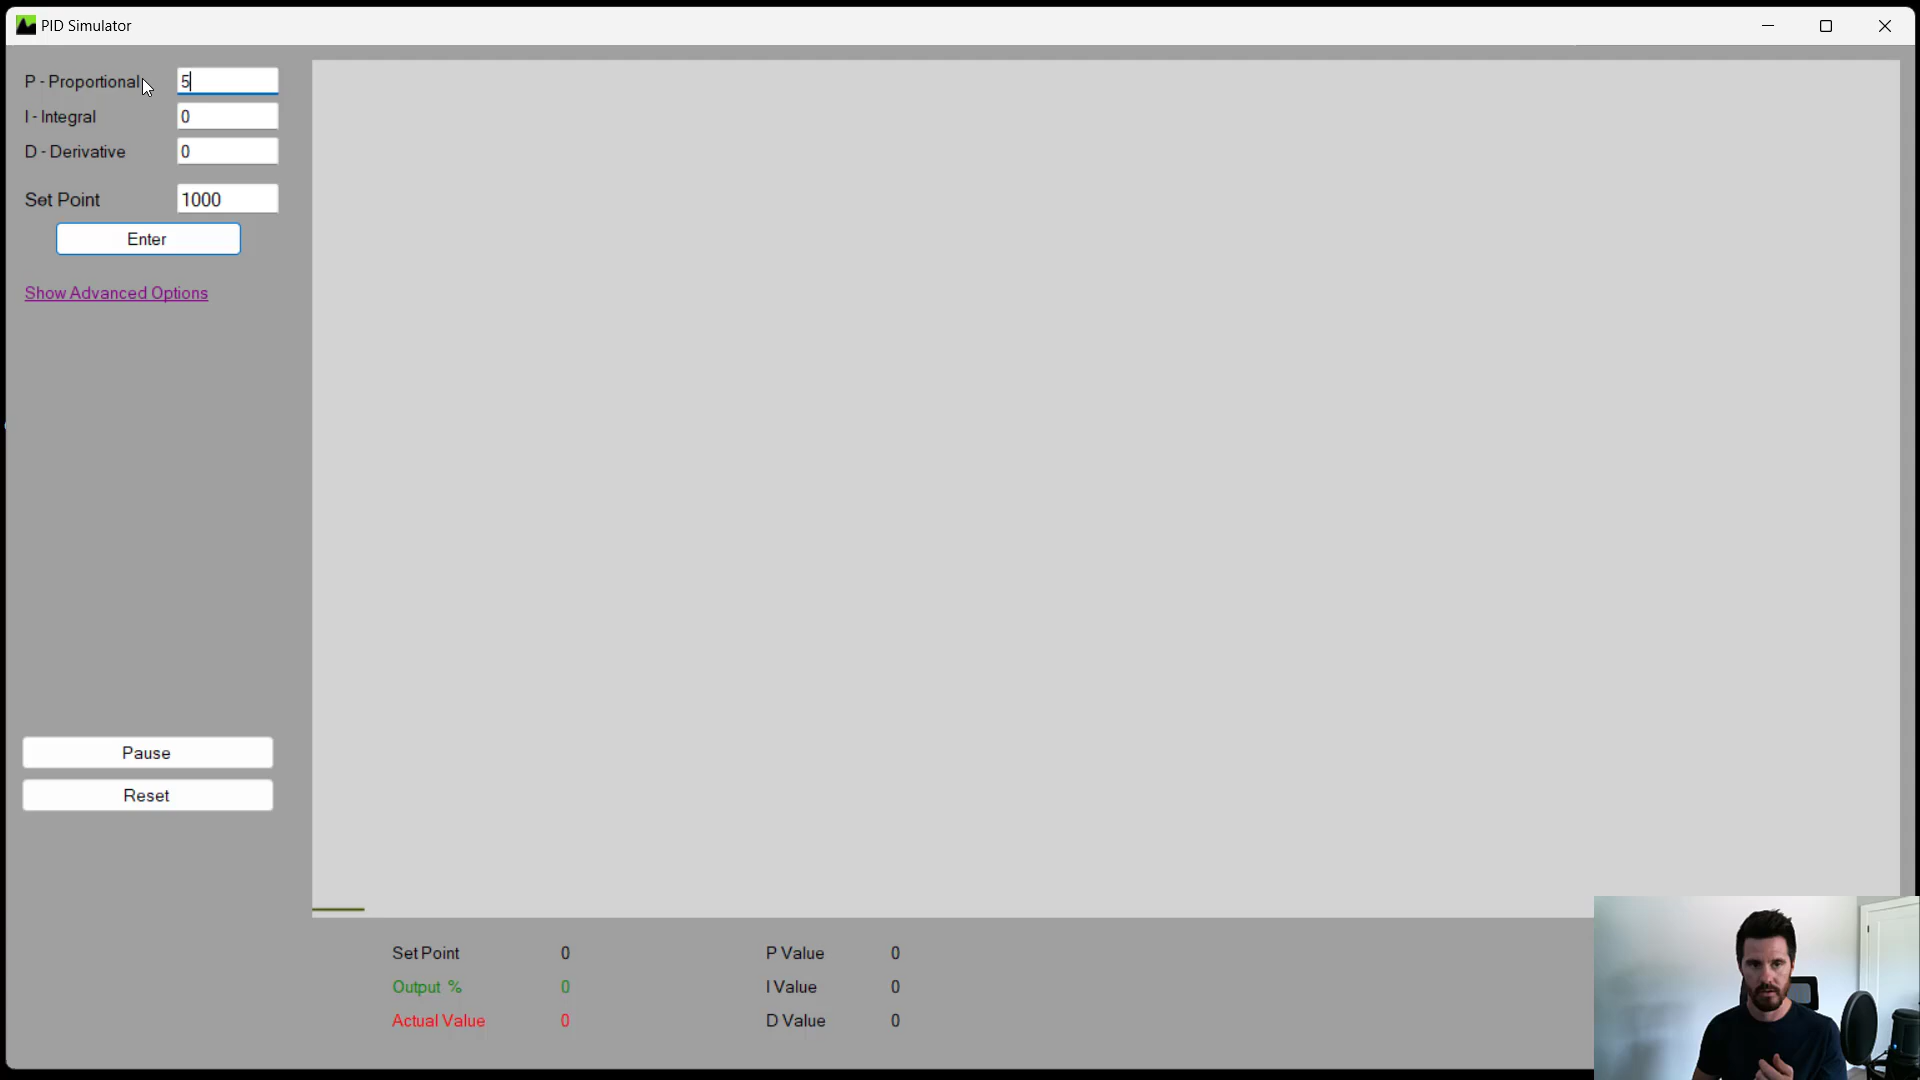 PID Simulator
P - Proportional 5
I - Integral 0
D - Derivative 0
Set Point 1000
Enter
Show Advanced Options
Pause
Reset
Set Point 0 P Value 0
Output % 0 I Value 0
Actual Value 0 D Value 0